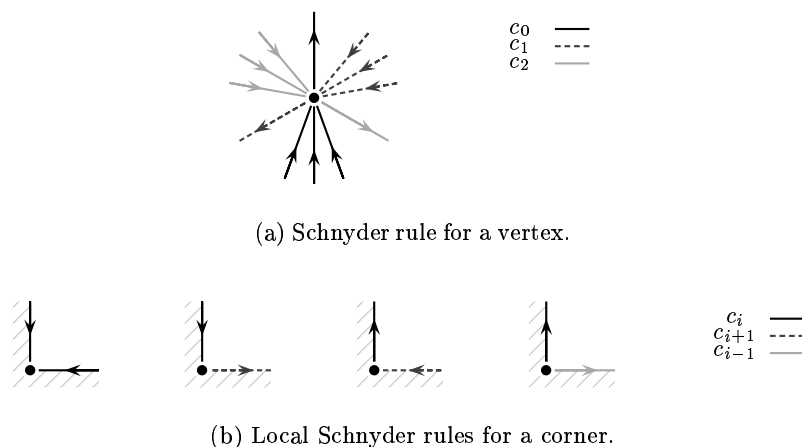 c₀
c₁
c₂
(a) Schnyder rule for a vertex.
cᵢ
cᵢ₊₁
cᵢ₋₁
(b) Local Schnyder rules for a corner.